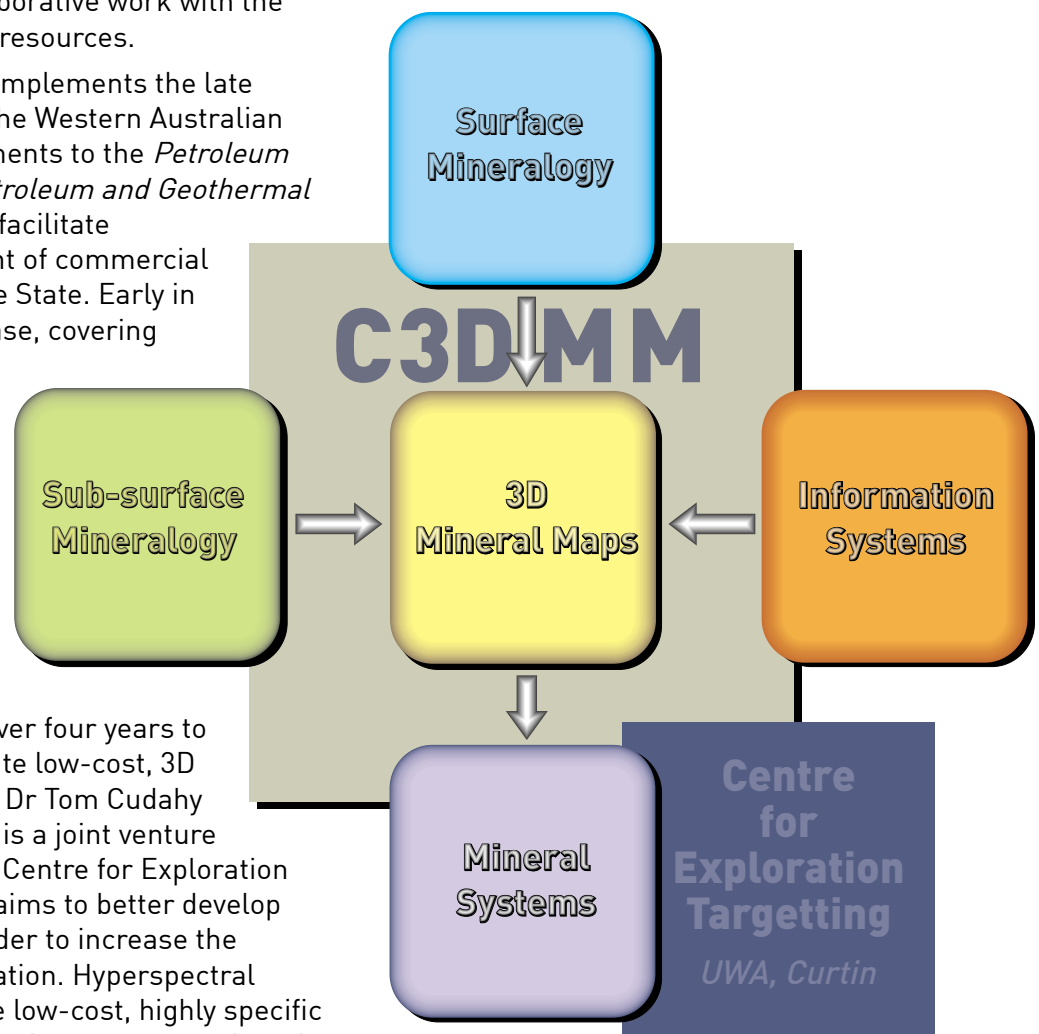 orative work with the
resources.
mplements the late
he Western Australian
ments to the Petroleum
troleum and Geothermal
facilitate
nt of commercial
e State. Early in
ase, covering
Surface
Mineralogy
C3DMM
Sub-surface
Mineralogy
3D
Mineral Maps
Information
Systems
ver four years to
te low-cost, 3D
Dr Tom Cudahy
is a joint venture
Centre for Exploration
aims to better develop
der to increase the
ation. Hyperspectral
e low-cost, highly specific
Mineral
Systems
Centre
for
Exploration
Targetting
UWA, Curtin